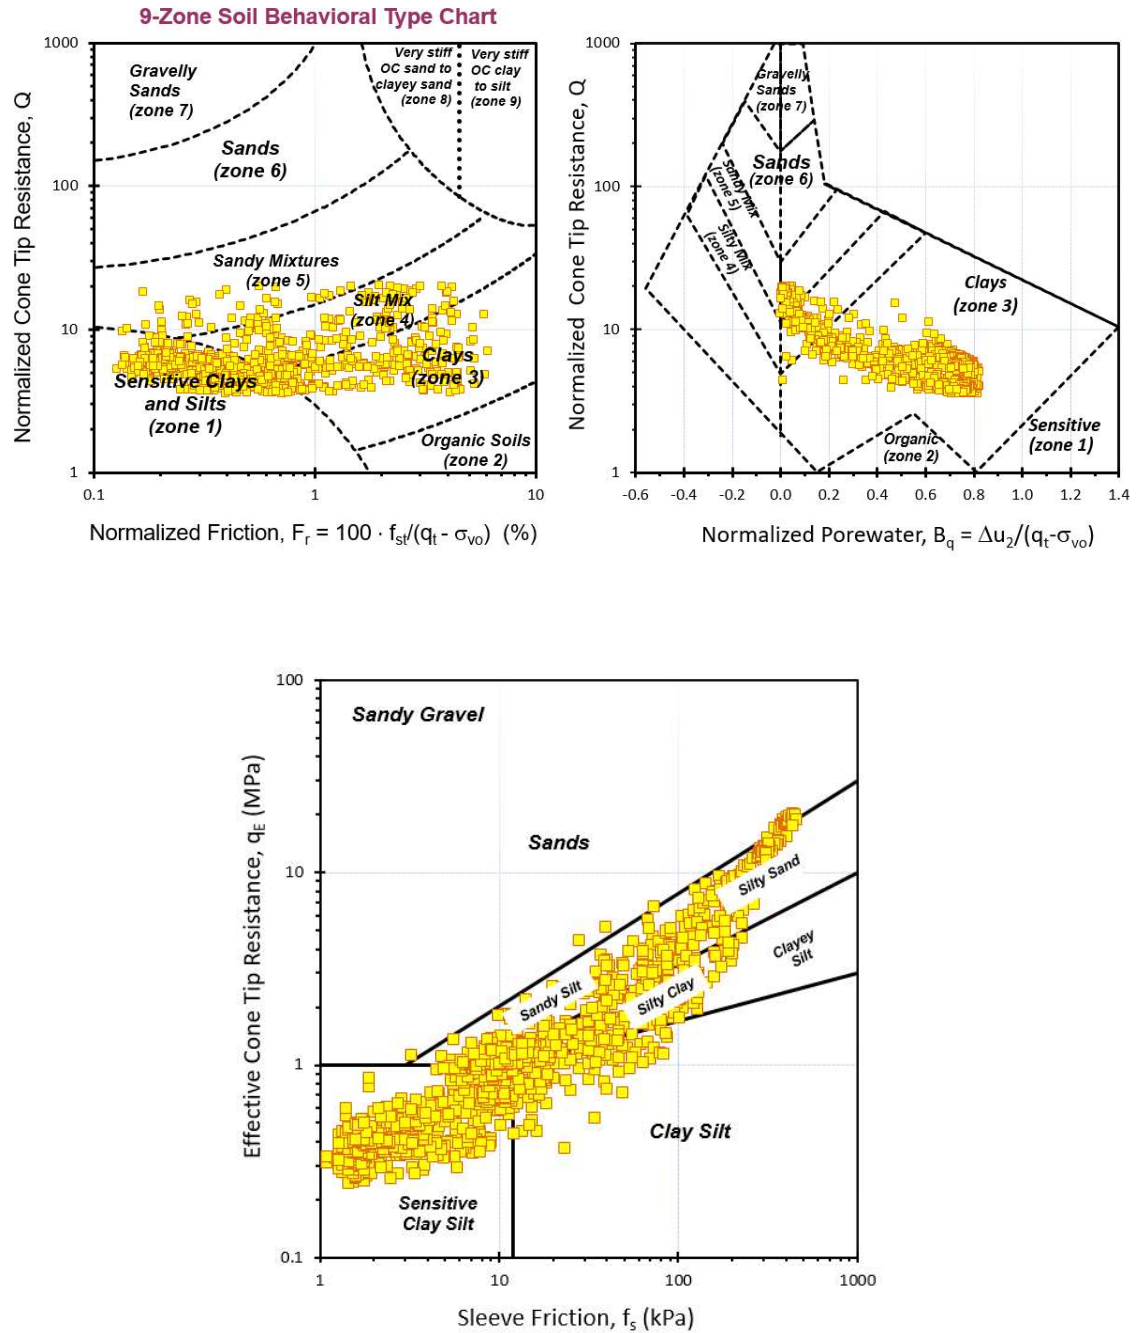 9-Zone Soil Behavioral Type Chart
Normalized Cone Tip Resistance, Q
1000
100
10
1
Gravelly
Sands
(zone 7)
Very stiff
OC sand to
clayey sand
(zone 8)
Very stiff
OC clay
to silt
(zone 9)
Sands
(zone 6)
Sandy Mixtures
(zone 5)
Silt Mix
(zone 4)
Clays
(zone 3)
Sensitive Clays
and Silts
(zone 1)
Organic Soils
(zone 2)
0.1
1
10
Normalized Friction, Fr = 100 · fst/(qt - σvo) (%)
Normalized Cone Tip Resistance, Q
1000
100
10
1
Gravelly
Sands
(zone 7)
Sands
(zone 6)
Sandy Mix
(zone 5)
Silty Mix
(zone 4)
Clays
(zone 3)
Organic
(zone 2)
Sensitive
(zone 1)
-0.6
-0.4
-0.2
0.0
0.2
0.4
0.6
0.8
1.0
1.2
1.4
Normalized Porewater, Bq = Δu2/(qt-σvo)
Effective Cone Tip Resistance, qE (MPa)
100
10
1
0.1
Sandy Gravel
Sands
Silty Sand
Clayey
Silt
Sandy Silt
Silty Clay
Clay Silt
Sensitive
Clay Silt
1
10
100
1000
Sleeve Friction, fs (kPa)